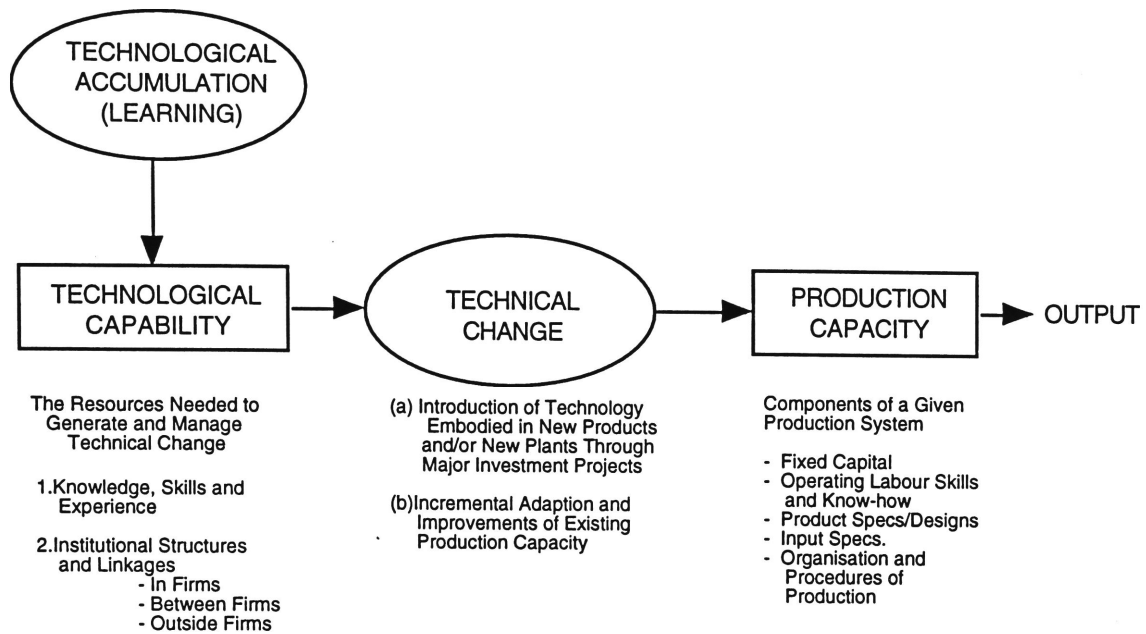 TECHNOLOGICAL
ACCUMULATION
(LEARNING)
TECHNOLOGICAL
CAPABILITY
TECHNICAL
CHANGE
PRODUCTION
CAPACITY
OUTPUT
The Resources Needed to
Generate and Manage
Technical Change
1.Knowledge, Skills and
Experience
2.Institutional Structures
and Linkages
- In Firms
- Between Firms
- Outside Firms
(a) Introduction of Technology
Embodied in New Products
and/or New Plants Through
Major Investment Projects
(b)Incremental Adaption and
Improvements of Existing
Production Capacity
Components of a Given
Production System
- Fixed Capital
- Operating Labour Skills
and Know-how
- Product Specs/Designs
- Input Specs.
- Organisation and
Procedures of
Production